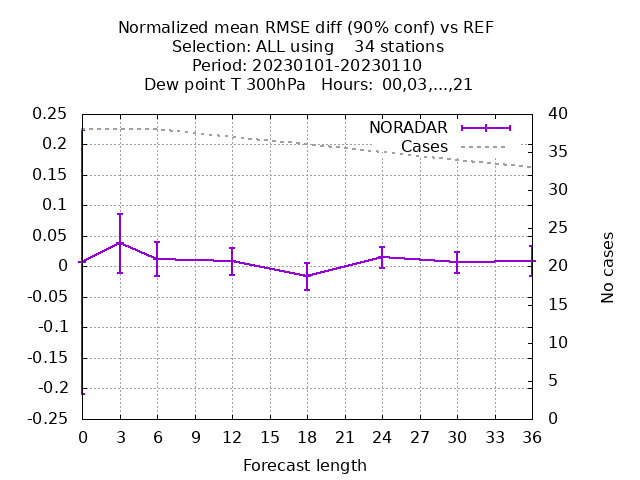 Normalized mean RMSE diff (90% conf) vs REF
Selection: ALL using    34 stations
Period: 20230101-20230110
Dew point T 300hPa   Hours:  00,03,...,21
NORADAR
Cases
0.25
0.2
0.15
0.1
0.05
0
-0.05
-0.1
-0.15
-0.2
-0.25
40
35
30
25
20
15
10
5
0
No cases
0 3 6 9 12 15 18 21 24 27 30 33 36
Forecast length